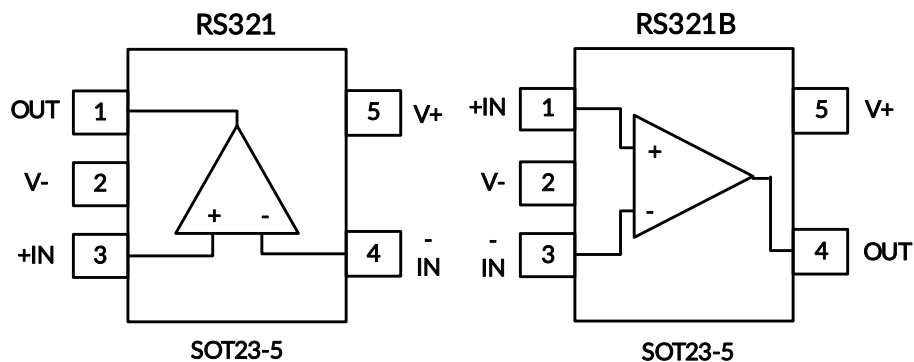 RS321
RS321B
OUT 1
5 V+
V- 2
+IN 3
+ -
4 -
IN
SOT23-5
+IN 1
5 V+
V- 2
-
IN 3
+
-
4 OUT
SOT23-5